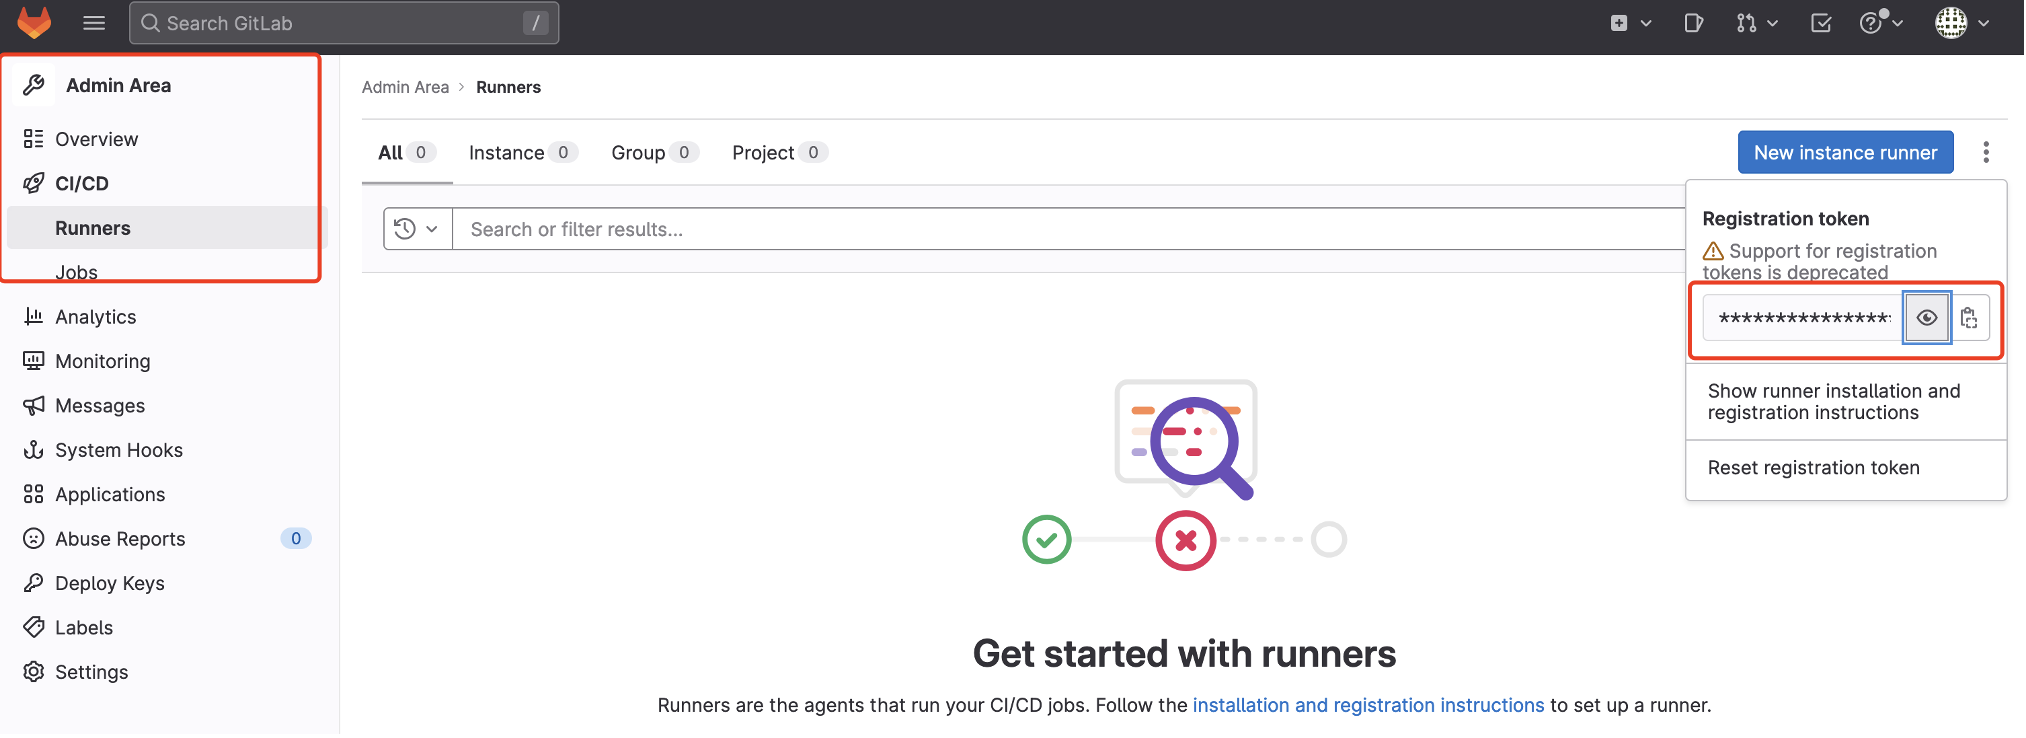 Search GitLab /
Admin Area
Overview
CI/CD
Runners
Jobs
Analytics
Monitoring
Messages
System Hooks
Applications
Abuse Reports 0
Deploy Keys
Labels
Settings
Admin Area > Runners
All 0 Instance 0 Group 0 Project 0
New instance runner
Search or filter results...
Registration token
Support for registration
tokens is deprecated
****************
Show runner installation and
registration instructions
Reset registration token
Get started with runners
Runners are the agents that run your CI/CD jobs. Follow the installation and registration instructions to set up a runner.